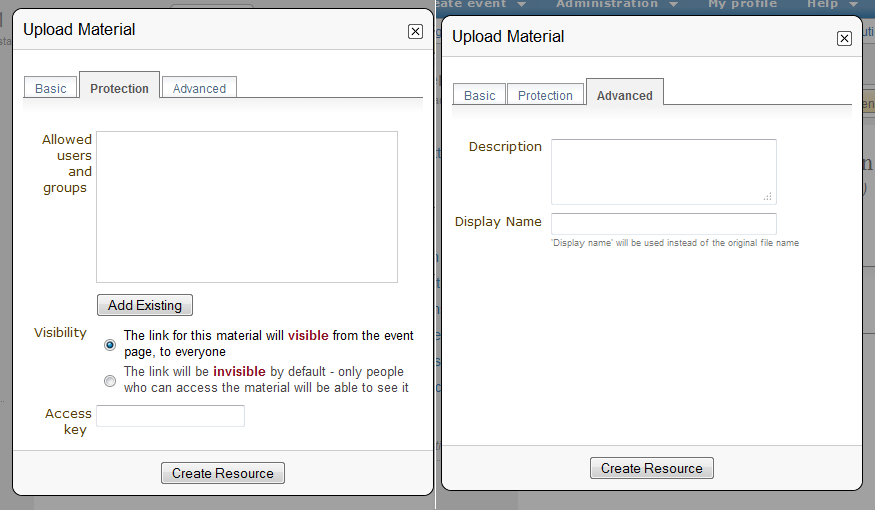 Upload Material
Basic Protection Advanced
Allowed
users
and
groups
Add Existing
Visibility
The link for this material will visible from the event
page, to everyone
The link will be invisible by default - only people
who can access the material will be able to see it
Access
key
Create Resource
eate event Administration My profile Help
Upload Material
Basic Protection Advanced
Description
Display Name
'Display name' will be used instead of the original file name
Create Resource